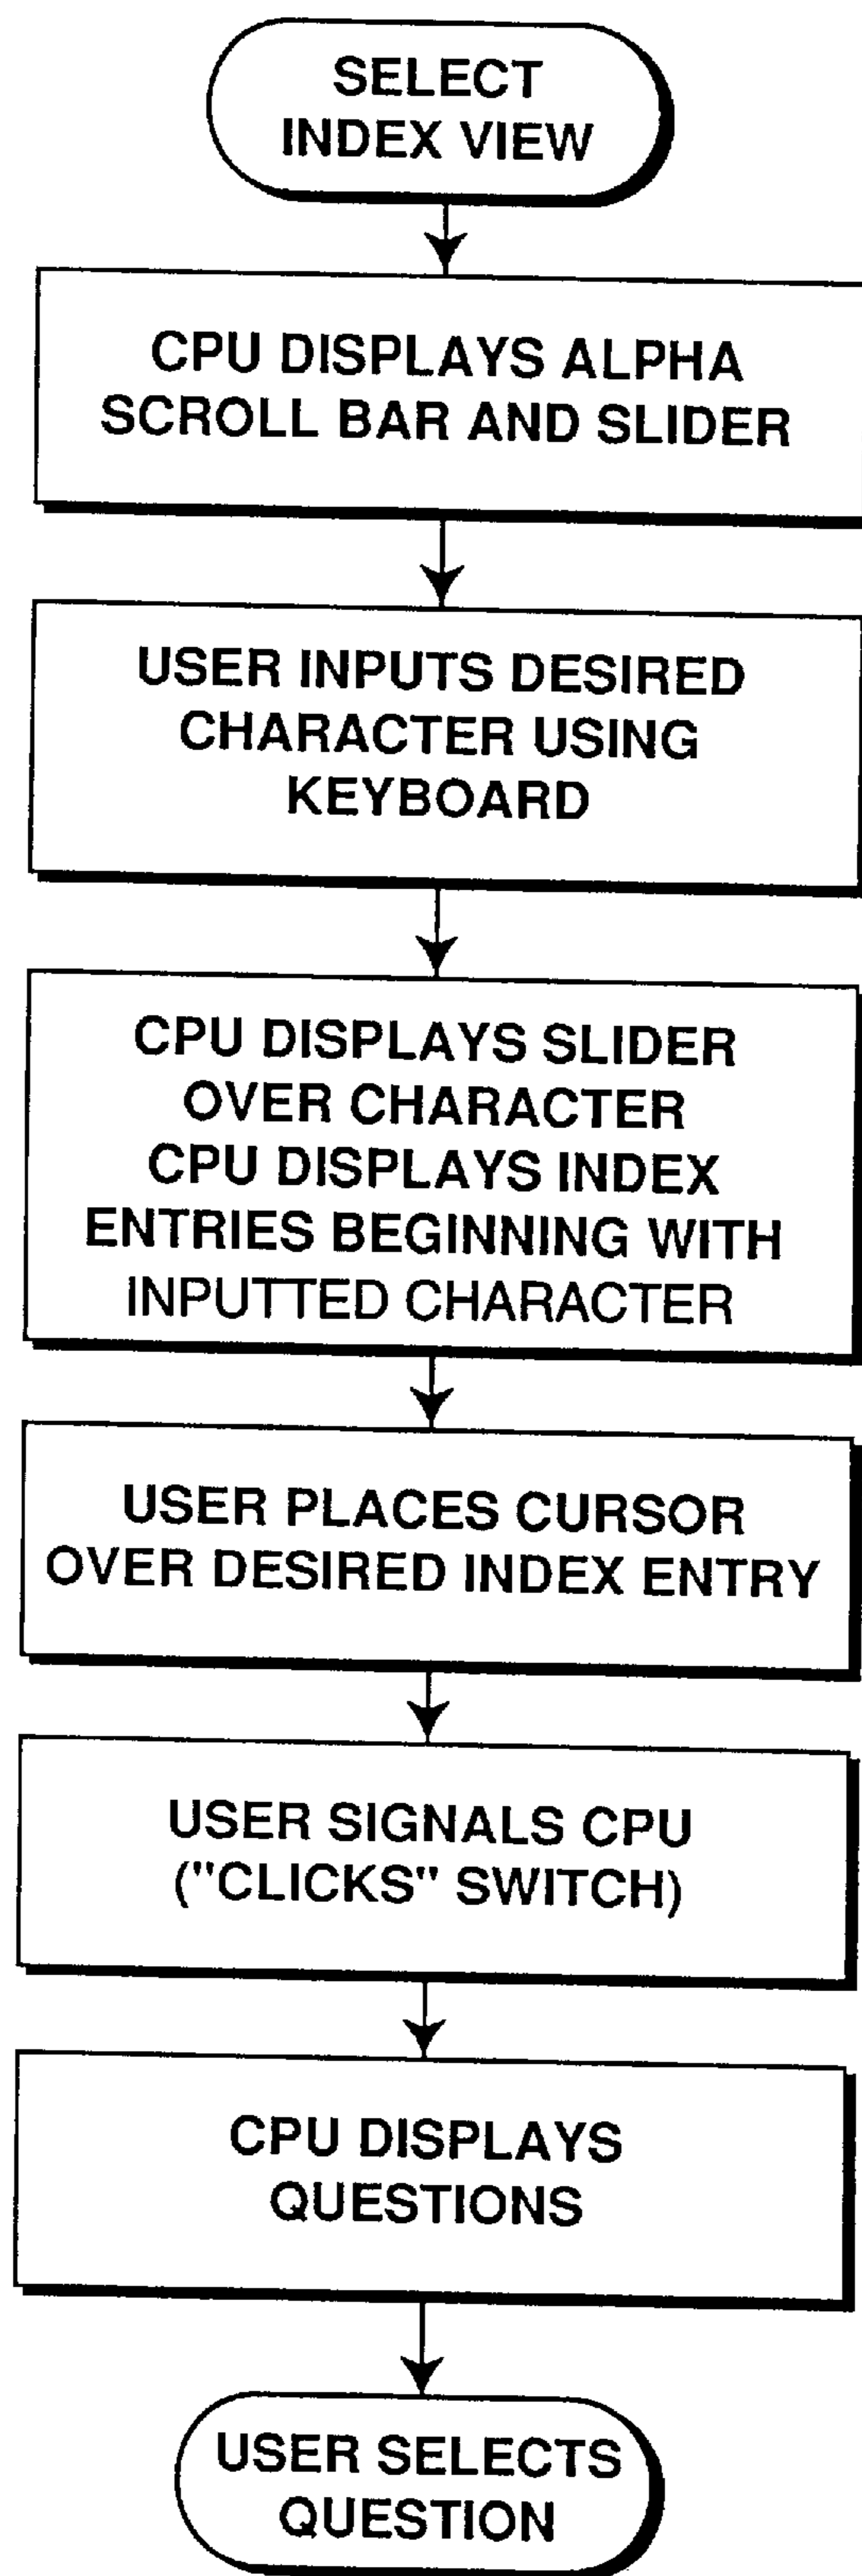 SELECT
INDEX VIEW
CPU DISPLAYS ALPHA
SCROLL BAR AND SLIDER
USER INPUTS DESIRED
CHARACTER USING
KEYBOARD
CPU DISPLAYS SLIDER
OVER CHARACTER
CPU DISPLAYS INDEX
ENTRIES BEGINNING WITH
INPUTTED CHARACTER
USER PLACES CURSOR
OVER DESIRED INDEX ENTRY
USER SIGNALS CPU
("CLICKS" SWITCH)
CPU DISPLAYS
QUESTIONS
USER SELECTS
QUESTION